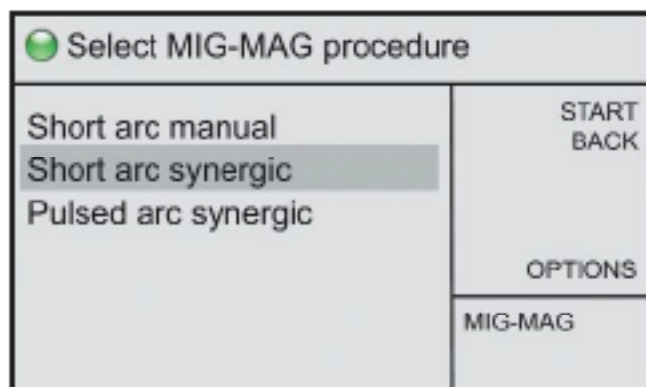 Select MIG-MAG procedure
Short arc manual
Short arc synergic
Pulsed arc synergic
START
BACK
OPTIONS
MIG-MAG